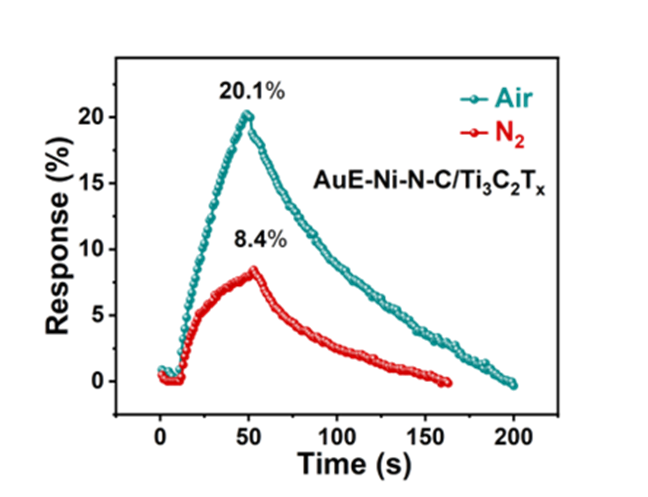 20.1%
Air
N₂
AuE-Ni-N-C/Ti₃C₂Tₓ
8.4%
Response (%)
20
15
10
5
0
0 50 100 150 200
Time (s)